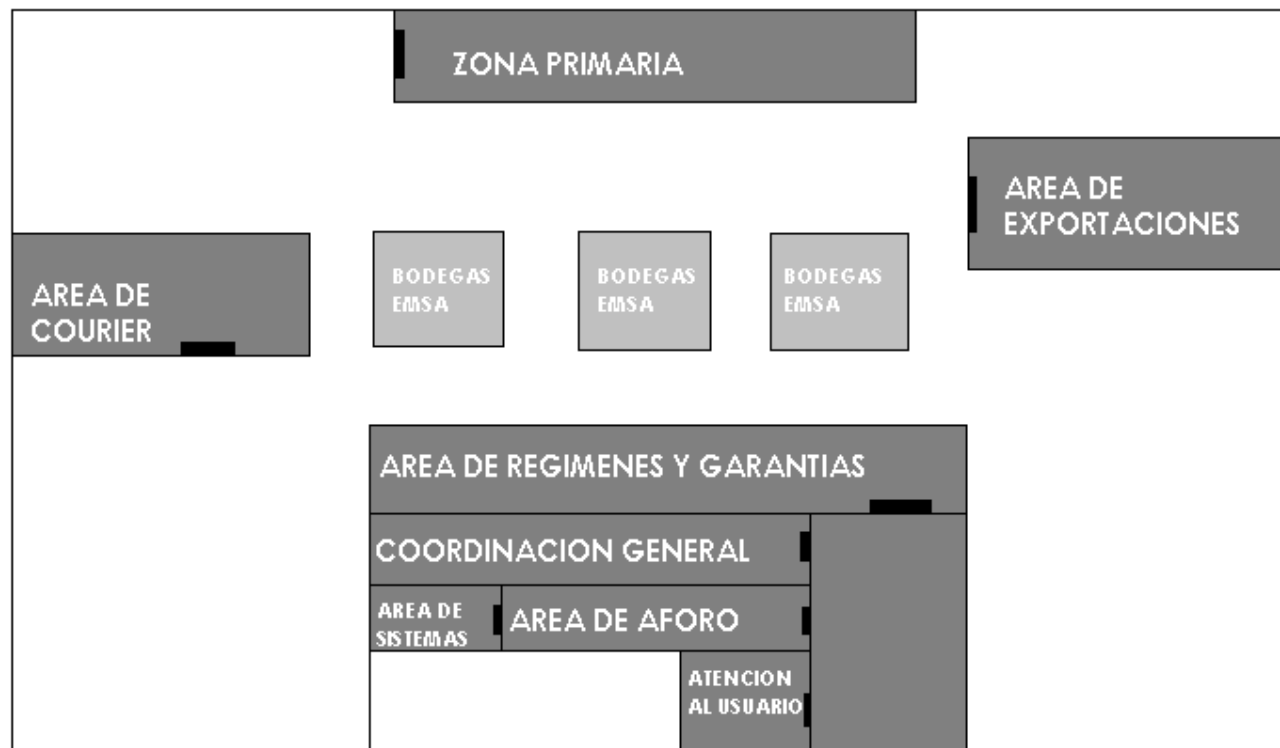 ZONA PRIMARIA
AREA DE
EXPORTACIONES
AREA DE
COURIER
BODEGAS
EMSA
BODEGAS
EMSA
BODEGAS
EMSA
AREA DE REGIMENES Y GARANTIAS
COORDINACION GENERAL
AREA DE
SISTEMAS
AREA DE AFORO
ATENCION
AL USUARIO